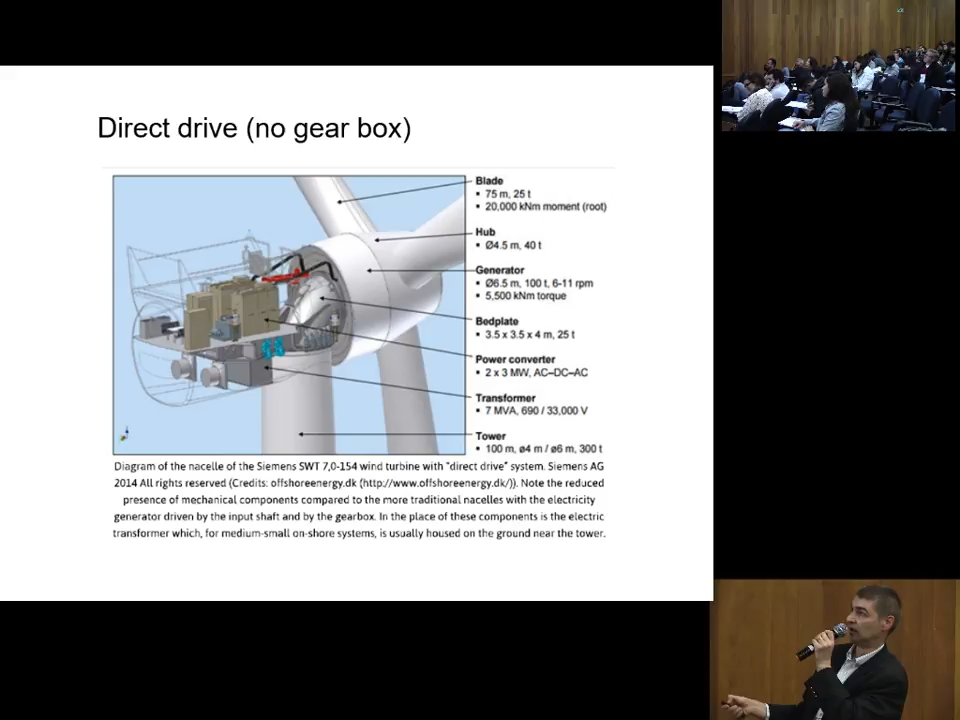 Direct drive (no gear box)
Blade
▪ 75 m, 25 t
▪ 20,000 kNm moment (root)
Hub
▪ Ø4.5 m, 40 t
Generator
▪ Ø6.5 m, 100 t, 6-11 rpm
▪ 5,500 kNm torque
Bedplate
▪ 3.5 x 3.5 x 4 m, 25 t
Power converter
▪ 2 x 3 MW, AC–DC–AC
Transformer
▪ 7 MVA, 690 / 33,000 V
Tower
▪ 100 m, ø4 m / ø6 m, 300 t
Diagram of the nacelle of the Siemens SWT 7,0-154 wind turbine with "direct drive" system. Siemens AG
2014 All rights reserved (Credits: offshoreenergy.dk (http://www.offshoreenergy.dk/)). Note the reduced
presence of mechanical components compared to the more traditional nacelles with the electricity
generator driven by the input shaft and by the gearbox. In the place of these components is the electric
transformer which, for medium-small on-shore systems, is usually housed on the ground near the tower.